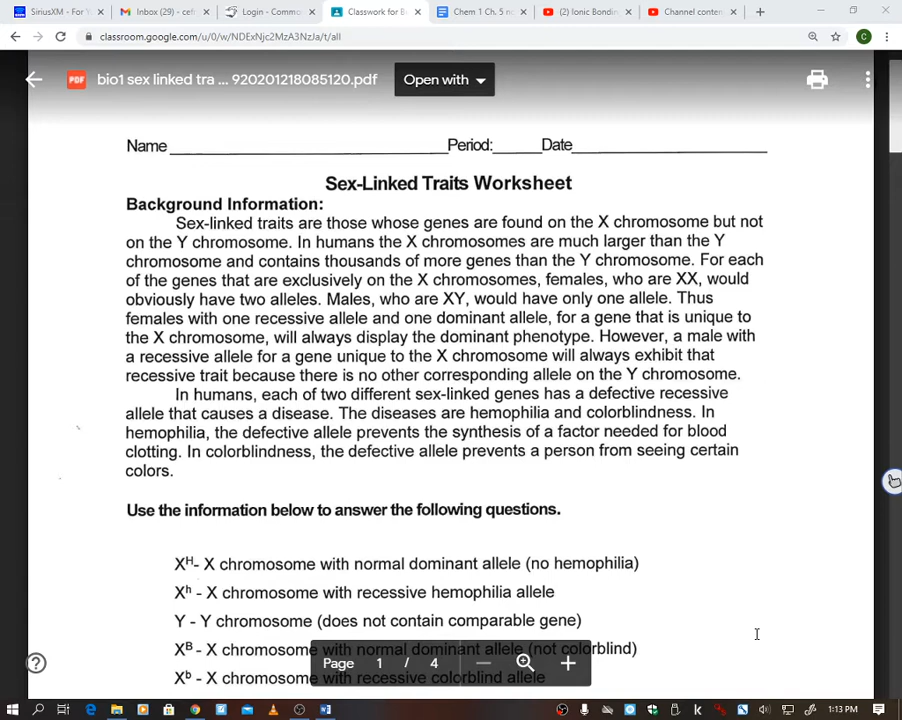 SiriusXM - For Y
Inbox (29) - cefr
Login - Commo
Classwork for B
Chem 1 Ch. 5 no
(2) Ionic Bondin
Channel conten
classroom.google.com/u/0/w/NDExNjc2MzA3NzJa/t/all
PDF bio1 sex linked tra ... 920201218085120.pdf Open with
Name Period: Date
Sex-Linked Traits Worksheet
Background Information:
Sex-linked traits are those whose genes are found on the X chromosome but not
on the Y chromosome. In humans the X chromosomes are much larger than the Y
chromosome and contains thousands of more genes than the Y chromosome. For each
of the genes that are exclusively on the X chromosomes, females, who are XX, would
obviously have two alleles. Males, who are XY, would have only one allele. Thus
females with one recessive allele and one dominant allele, for a gene that is unique to
the X chromosome, will always display the dominant phenotype. However, a male with
a recessive allele for a gene unique to the X chromosome will always exhibit that
recessive trait because there is no other corresponding allele on the Y chromosome.
In humans, each of two different sex-linked genes has a defective recessive
allele that causes a disease. The diseases are hemophilia and colorblindness. In
hemophilia, the defective allele prevents the synthesis of a factor needed for blood
clotting. In colorblindness, the defective allele prevents a person from seeing certain
colors.
Use the information below to answer the following questions.
Xᴴ- X chromosome with normal dominant allele (no hemophilia)
Xʰ - X chromosome with recessive hemophilia allele
Y - Y chromosome (does not contain comparable gene)
Xᴮ - X chromosome with normal dominant allele (not colorblind)
Xᵇ - X chromosome with recessive colorblind allele
Page 1 / 4
1:13 PM